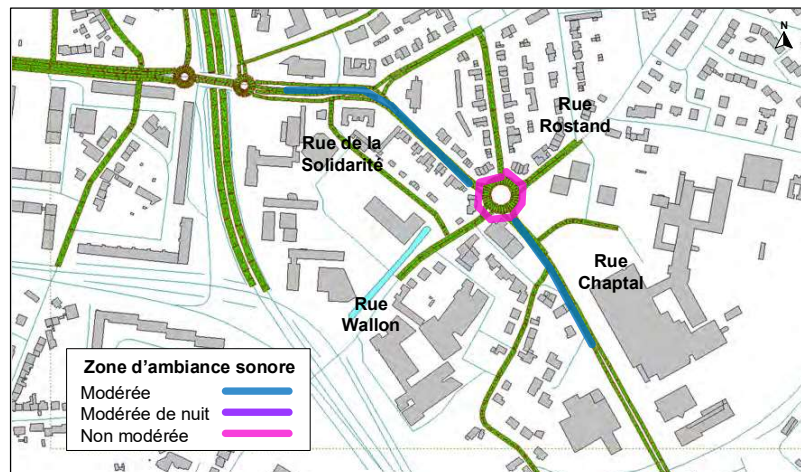 N
Rue
Rostand
Rue de la
Solidarité
Rue
Chaptal
Rue
Wallon
Zone d'ambiance sonore
Modérée
Modérée de nuit
Non modérée